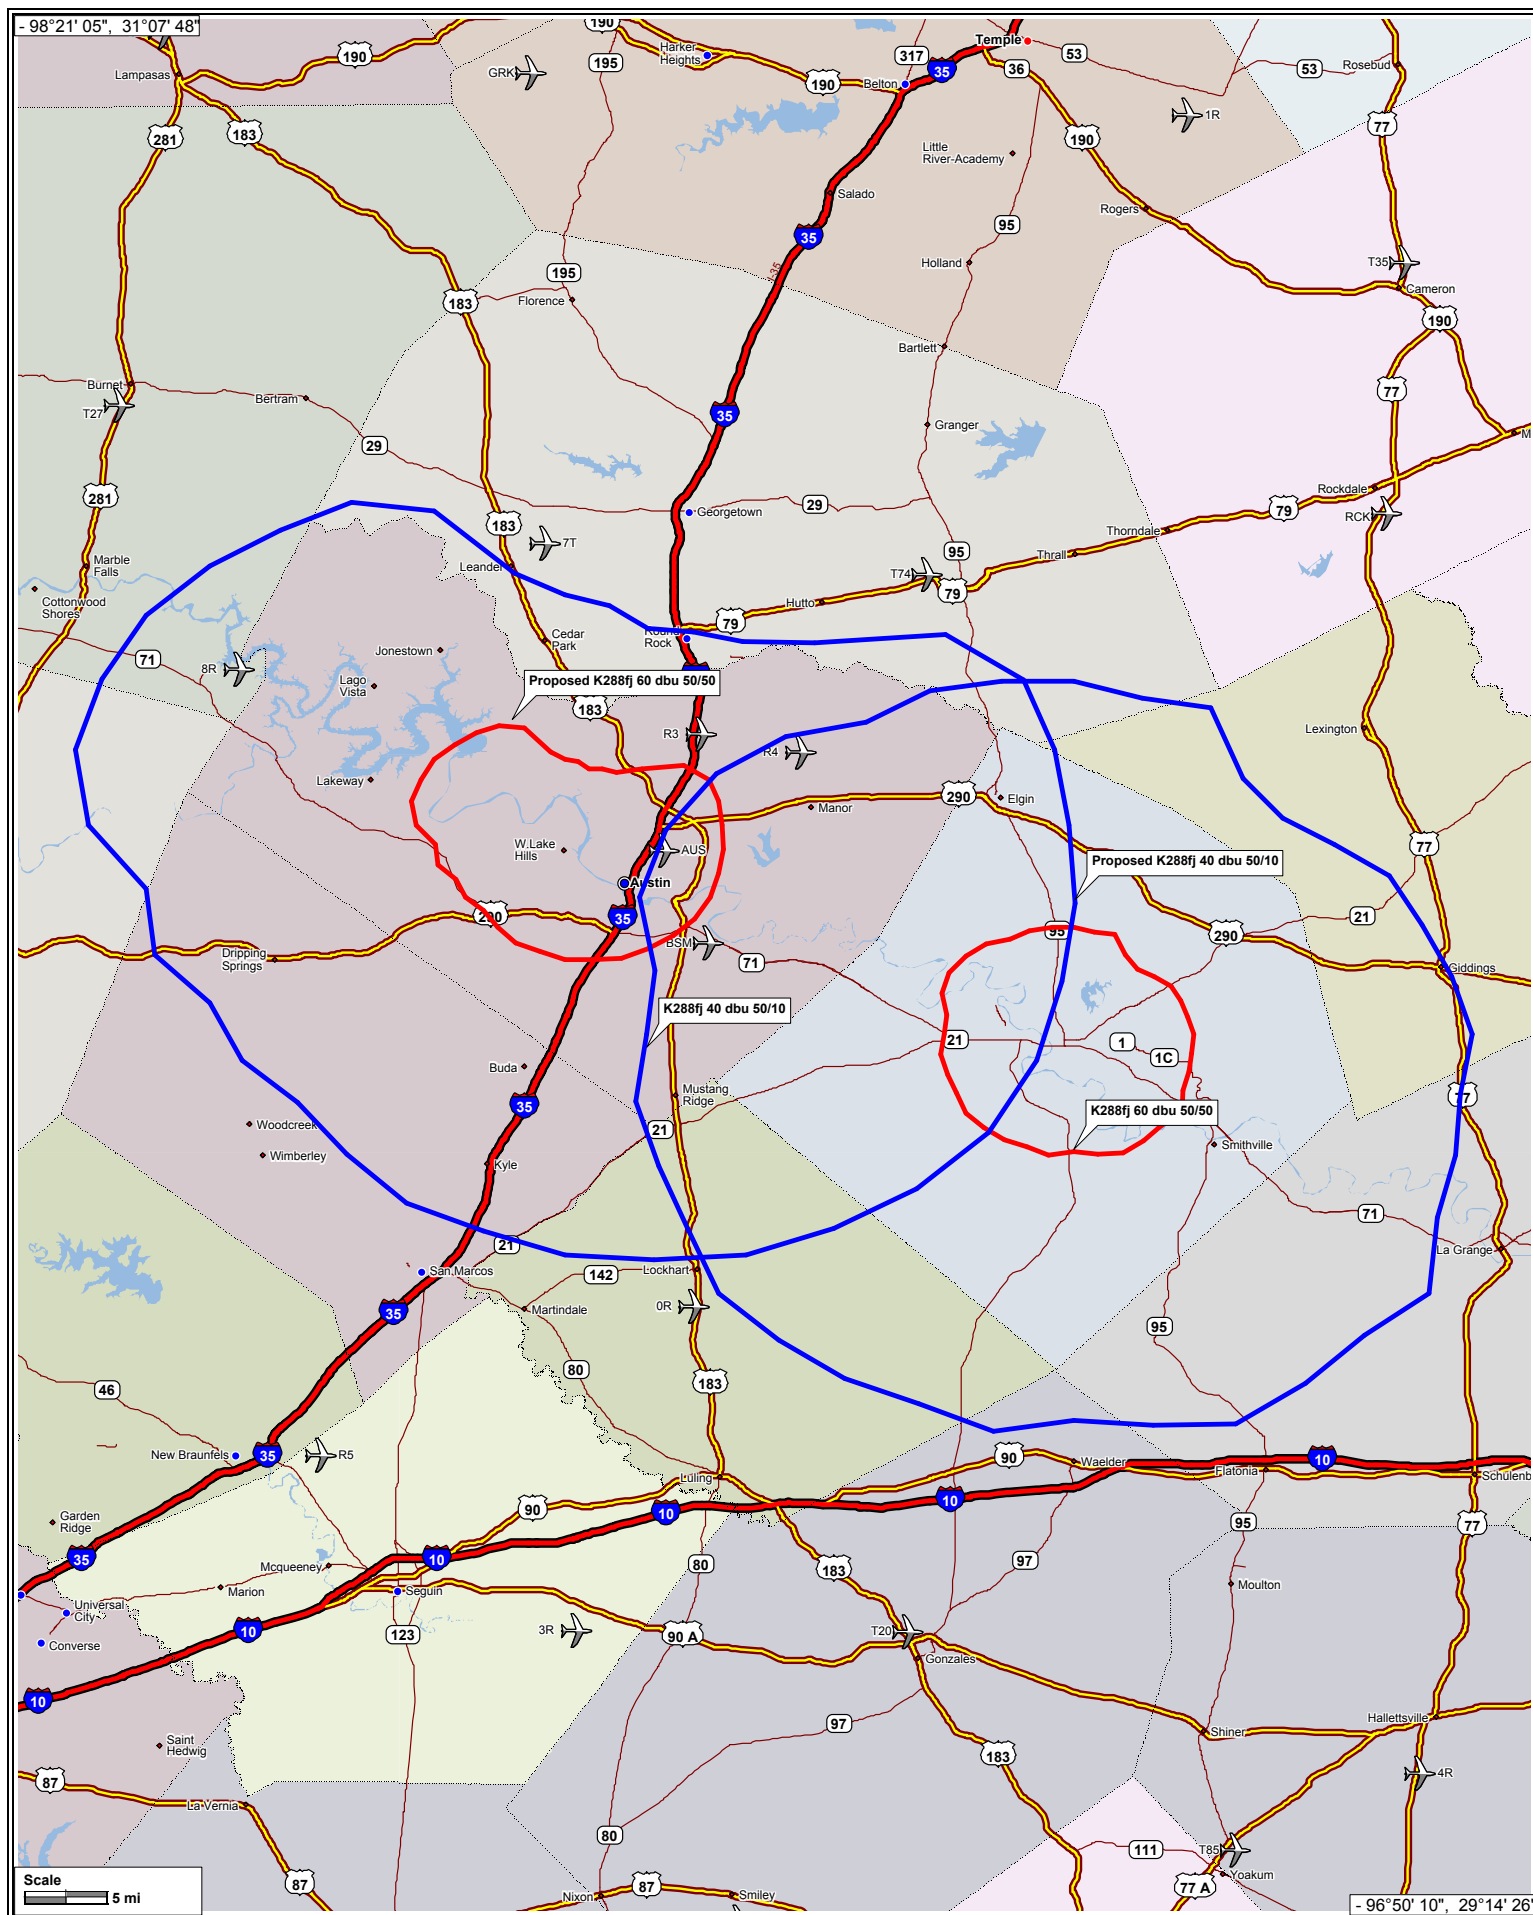 - 98°21' 05", 31°07' 48"
190
Temple
53
Harker
Heights
317
190
195
36
Lampasas
GRK
35
53
Rosebud
190
Belton
1R
281
183
77
190
Little
River-Academy
Salado
Rogers
95
35
I-35
Holland
T35
195
Cameron
Florence
183
190
Bartlett
Burnet
77
Bertram
T27
35
Granger
29
M
281
Rockdale
29
79
Georgetown
RCK
183
Thorndale
7T
95
Thrall
Marble
Falls
Leander
T74
79
Cottonwood
Shores
Hutto
79
Cedar
Park
Round
Rock
Jonestown
71
8R
Lago
Vista
Proposed K288fj 60 dbu 50/50
183
Lexington
R3
R4
Lakeway
290
Elgin
Manor
77
W.Lake
Hills
AUS
Proposed K288fj 40 dbu 50/10
Austin
290
35
21
95
290
BSM
Dripping
Springs
71
Giddings
K288fj 40 dbu 50/10
21
1
1C
Buda
Mustang
Ridge
77
35
K288fj 60 dbu 50/50
Woodcreek
21
Smithville
Wimberley
Kyle
71
21
La Grange
San Marcos
142
Lockhart
35
Martindale
0R
95
80
183
46
New Braunfels
35
R5
90
Waelder
10
Flatonia
Luling
Schulenb
10
90
10
Garden
Ridge
95
77
35
10
Mcqueeney
80
183
97
Marion
Seguin
Moulton
Universal
City
10
123
3R
90 A
T20
Converse
Gonzales
10
97
Hallettsville
Shiner
Saint
Hedwig
183
87
4R
La Vernia
80
111
T85
Yoakum
Scale
5 mi
87
87
Nixon
Smiley
77 A
- 96°50' 10", 29°14' 26"